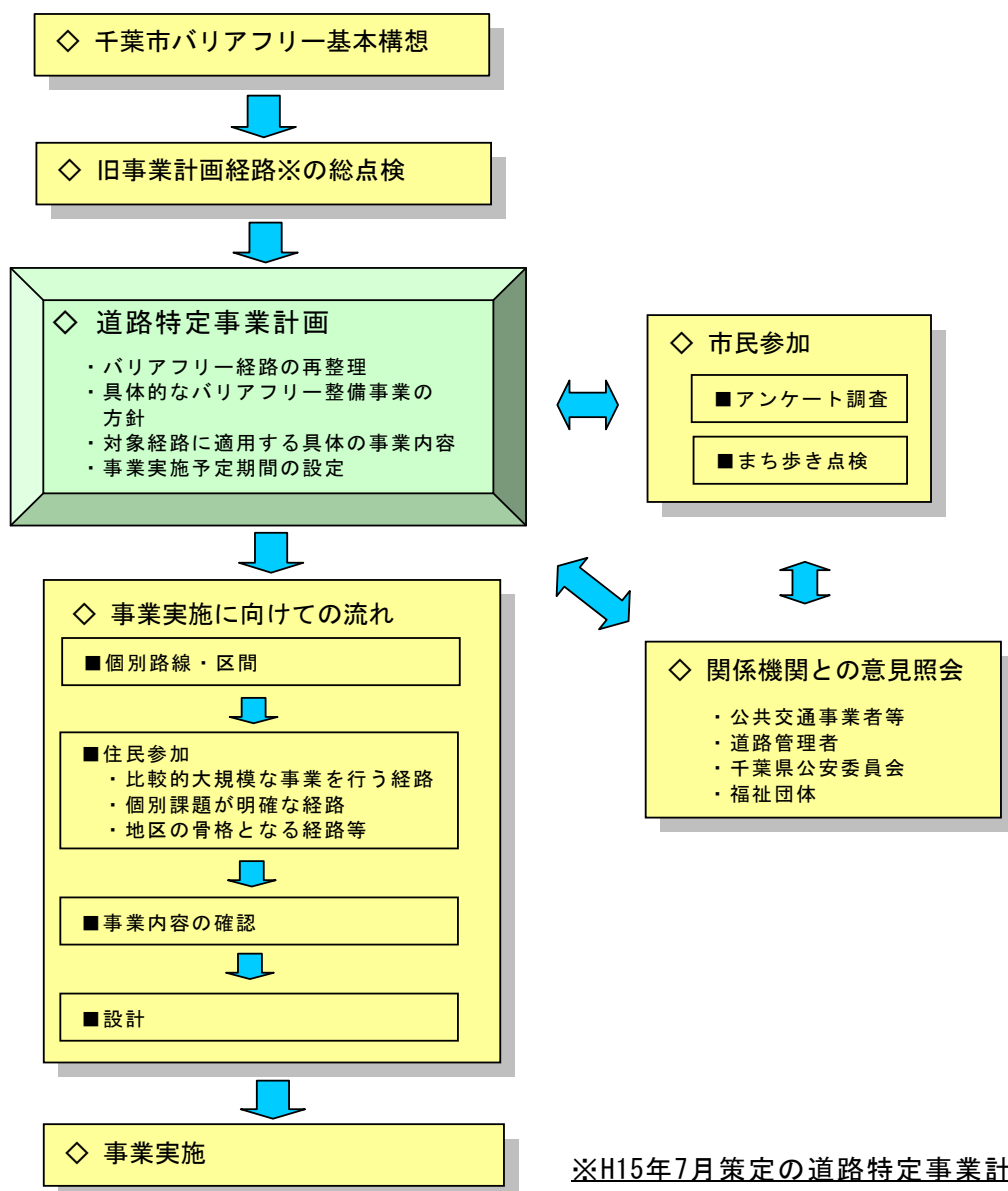 ◇ 千葉市バリアフリー基本構想
◇ 旧事業計画経路※の総点検
◇ 道路特定事業計画
・バリアフリー経路の再整理
・具体的なバリアフリー整備事業の
方針
・対象経路に適用する具体の事業内容
・事業実施予定期間の設定
◇ 市民参加
■アンケート調査
■まち歩き点検
◇ 関係機関との意見照会
・公共交通事業者等
・道路管理者
・千葉県公安委員会
・福祉団体
◇ 事業実施に向けての流れ
■個別路線・区間
■住民参加
・比較的大規模な事業を行う経路
・個別課題が明確な経路
・地区の骨格となる経路等
■事業内容の確認
■設計
◇ 事業実施
※H15年7月策定の道路特定事業計